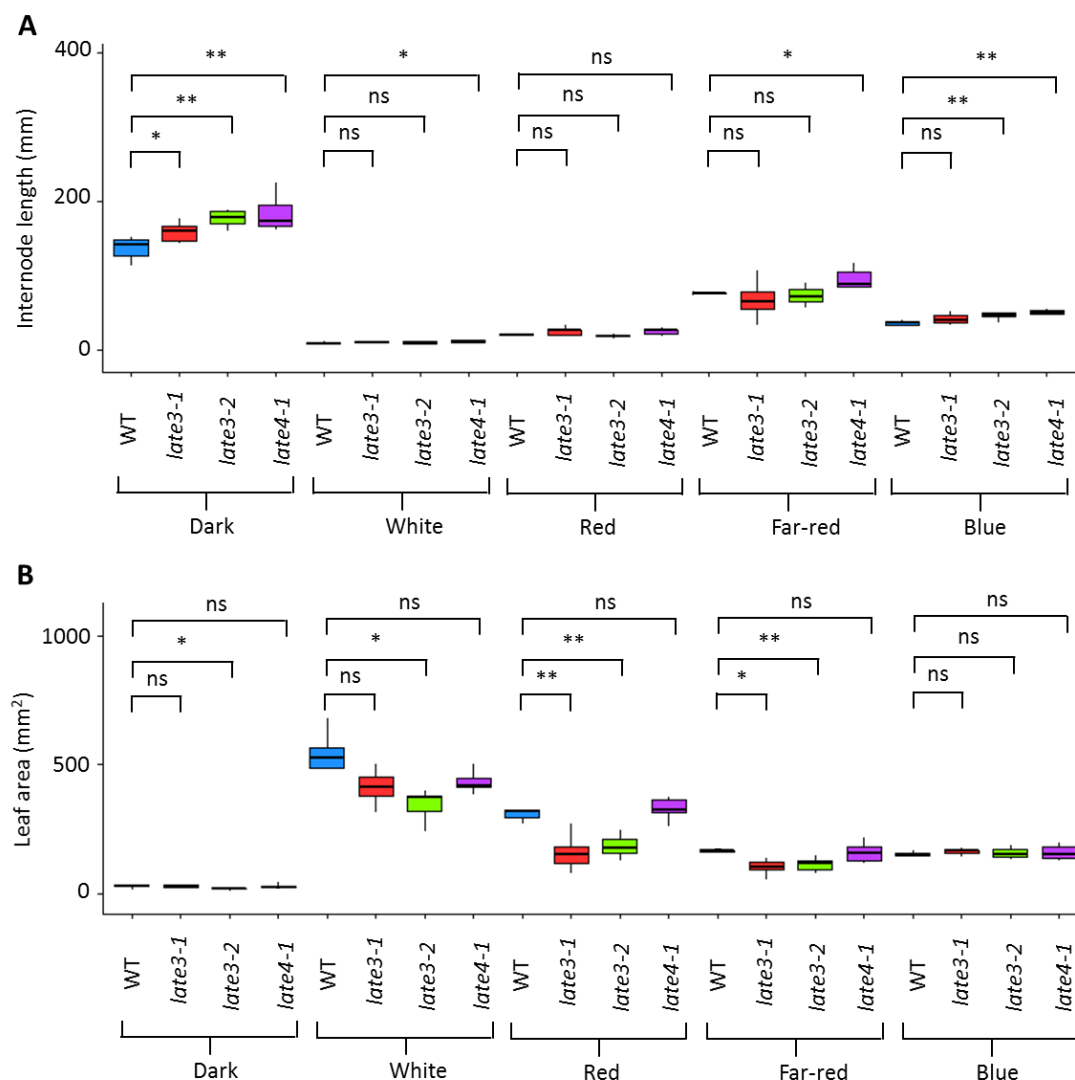 A
400
200
0
Internode length (mm)
** * ns * **
** ns ns ns **
* ns ns ns ns
WT late3-1 late3-2 late4-1 WT late3-1 late3-2 late4-1 WT late3-1 late3-2 late4-1 WT late3-1 late3-2 late4-1 WT late3-1 late3-2 late4-1
Dark White Red Far-red Blue
B
1000
500
0
Leaf area (mm²)
ns ns ns ns ns
* * ** ** ns
ns ns ** * ns
WT late3-1 late3-2 late4-1 WT late3-1 late3-2 late4-1 WT late3-1 late3-2 late4-1 WT late3-1 late3-2 late4-1 WT late3-1 late3-2 late4-1
Dark White Red Far-red Blue